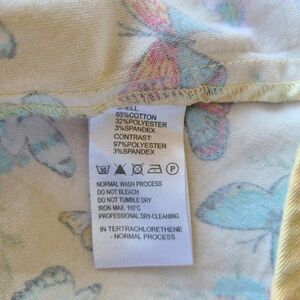 SHELL
65%COTTON
32%POLYESTER
3%SPANDEX
CONTRAST:
97%POLYESTER
3%SPANDEX
30 P
NORMAL WASH PROCESS
DO NOT BLEACH
DO NOT TUMBLE DRY
IRON MAX. 110°C
PROFESSIONAL DRY-CLEANING
IN TERTRACHLORETHENE
- NORMAL PROCESS